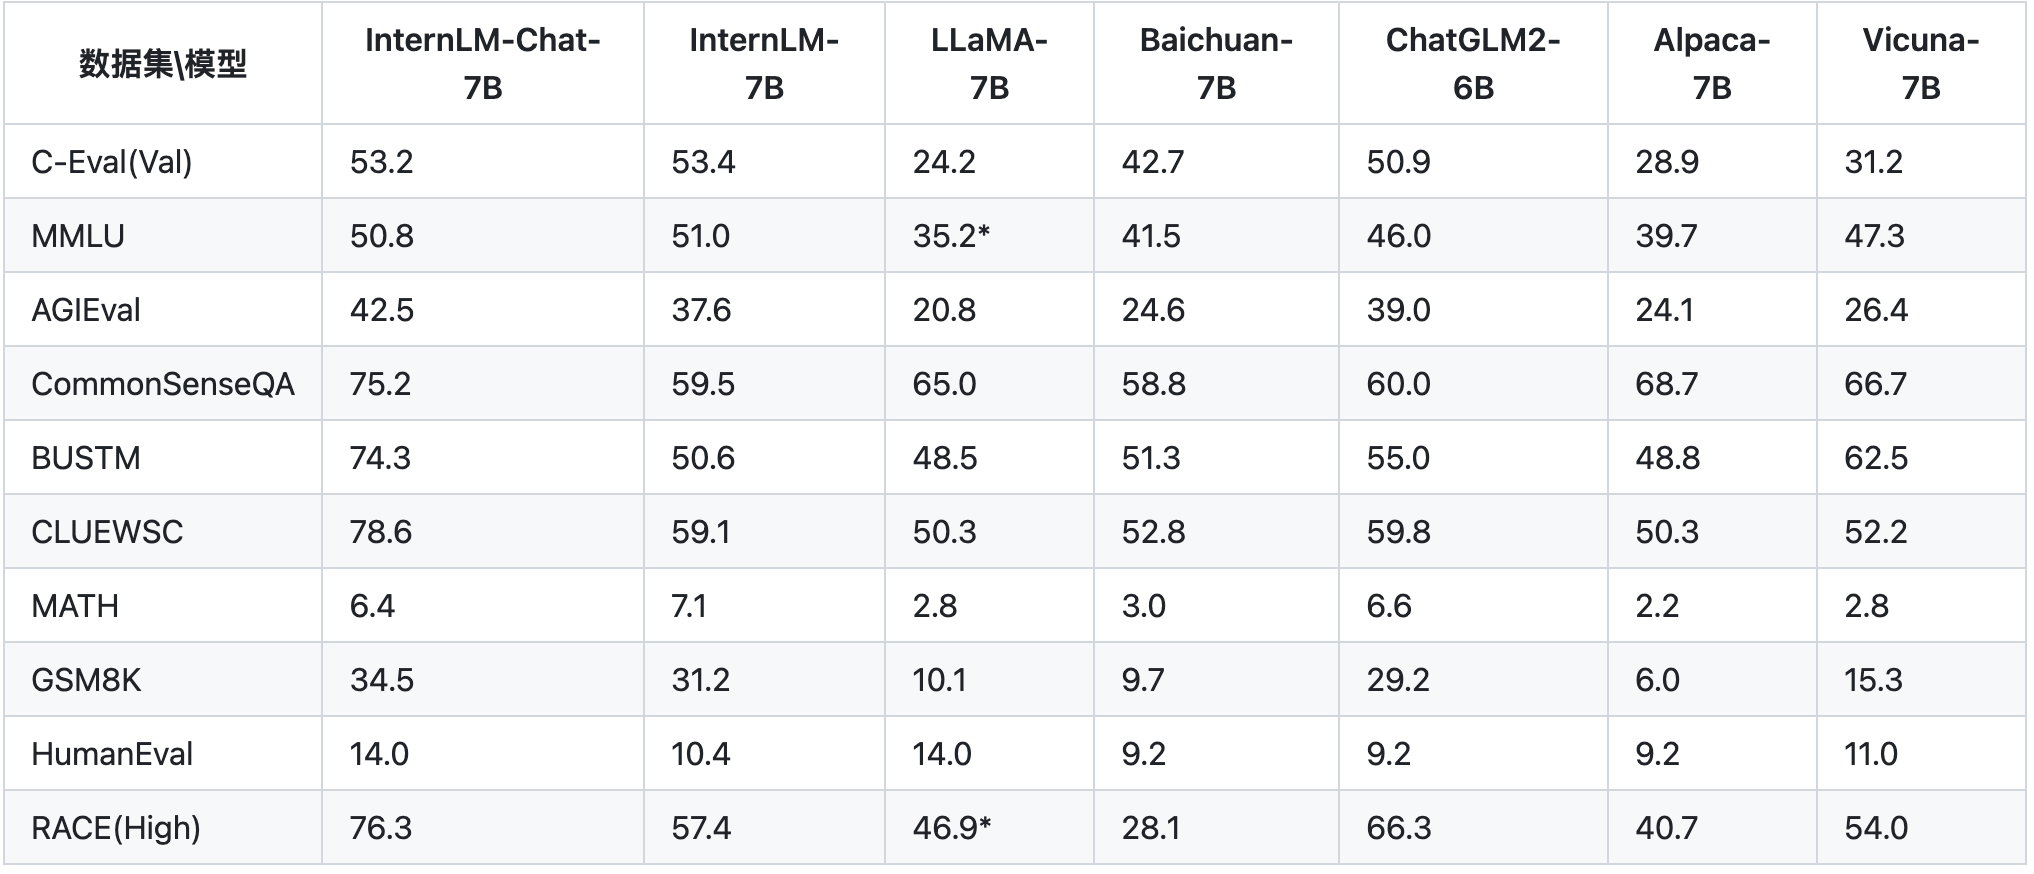 数据集\模型 InternLM-Chat-7B InternLM-7B LLaMA-7B Baichuan-7B ChatGLM2-6B Alpaca-7B Vicuna-7B
C-Eval(Val) 53.2 53.4 24.2 42.7 50.9 28.9 31.2
MMLU 50.8 51.0 35.2* 41.5 46.0 39.7 47.3
AGIEval 42.5 37.6 20.8 24.6 39.0 24.1 26.4
CommonSenseQA 75.2 59.5 65.0 58.8 60.0 68.7 66.7
BUSTM 74.3 50.6 48.5 51.3 55.0 48.8 62.5
CLUEWSC 78.6 59.1 50.3 52.8 59.8 50.3 52.2
MATH 6.4 7.1 2.8 3.0 6.6 2.2 2.8
GSM8K 34.5 31.2 10.1 9.7 29.2 6.0 15.3
HumanEval 14.0 10.4 14.0 9.2 9.2 9.2 11.0
RACE(High) 76.3 57.4 46.9* 28.1 66.3 40.7 54.0